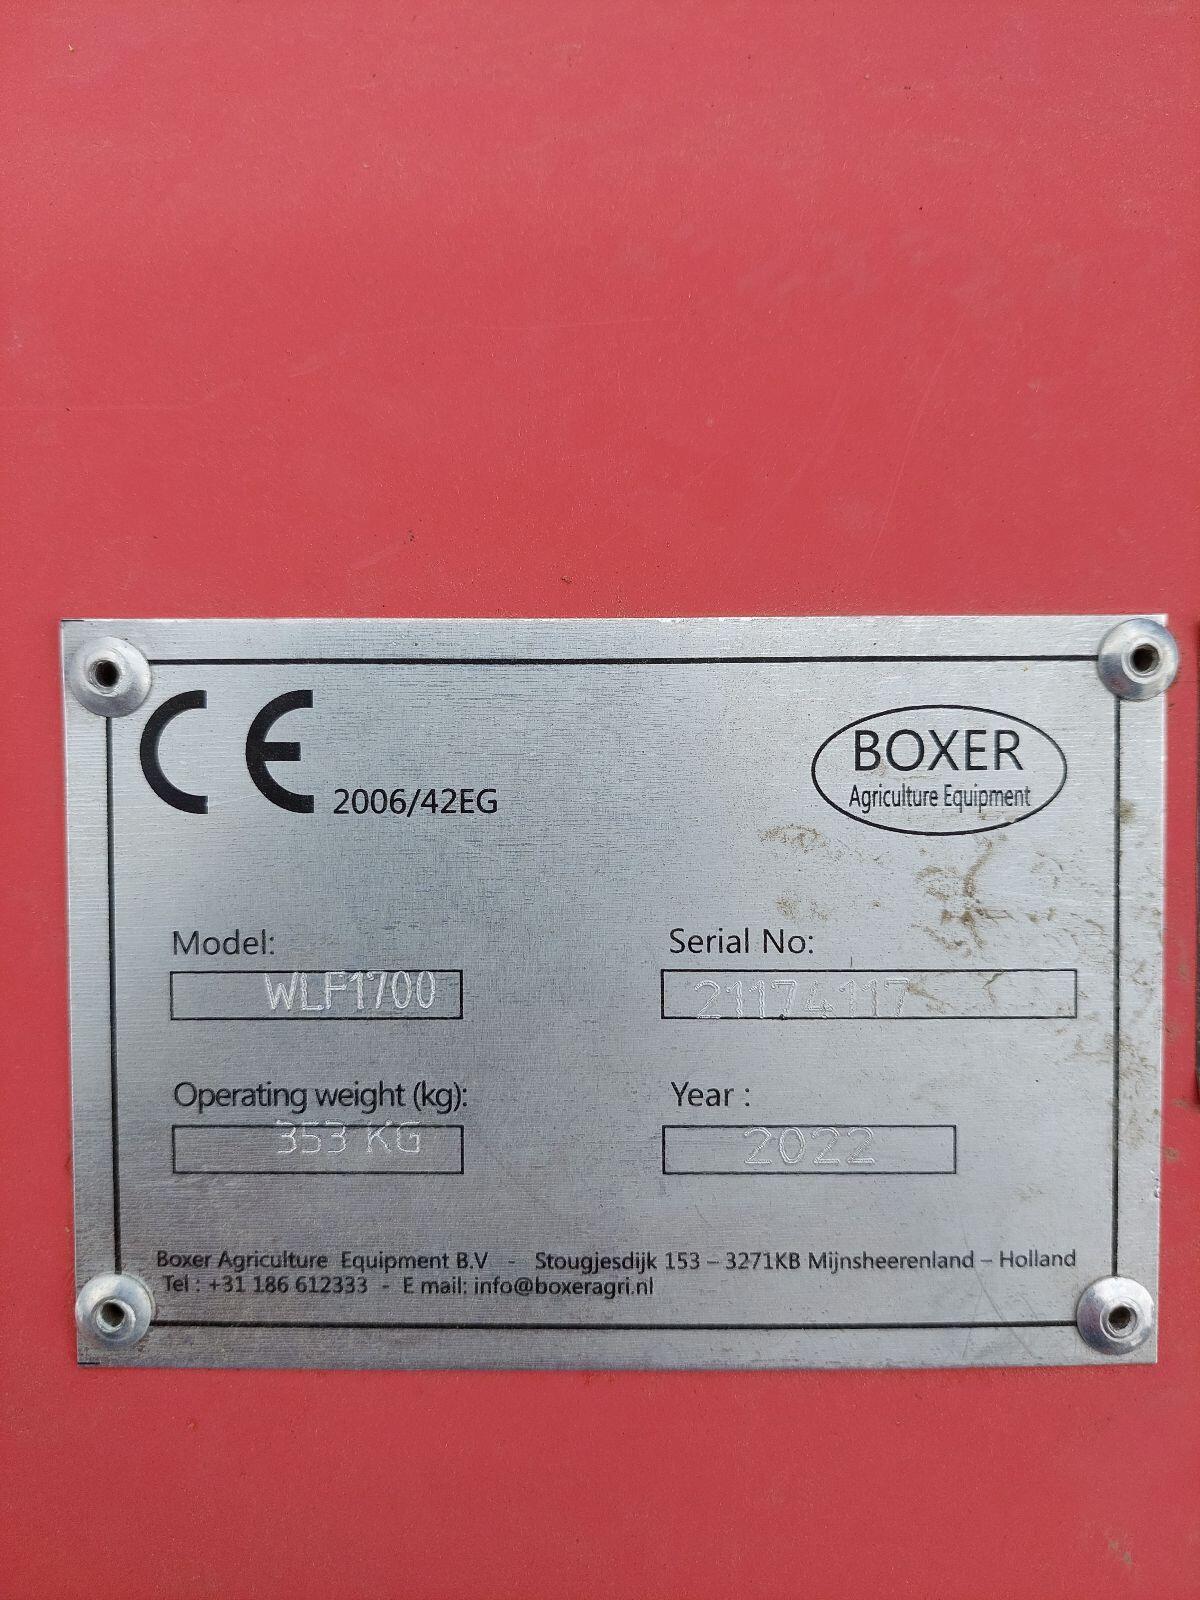 CE 2006/42EG
BOXER
Agriculture Equipment
Model:
WLF1700
Serial No:
21174117
Operating weight (kg):
353 KG
Year :
2022
Boxer Agriculture Equipment B.V - Stougjesdijk 153 – 3271KB Mijnsheerenland – Holland
Tel : +31 186 612333 - E mail: info@boxeragri.nl